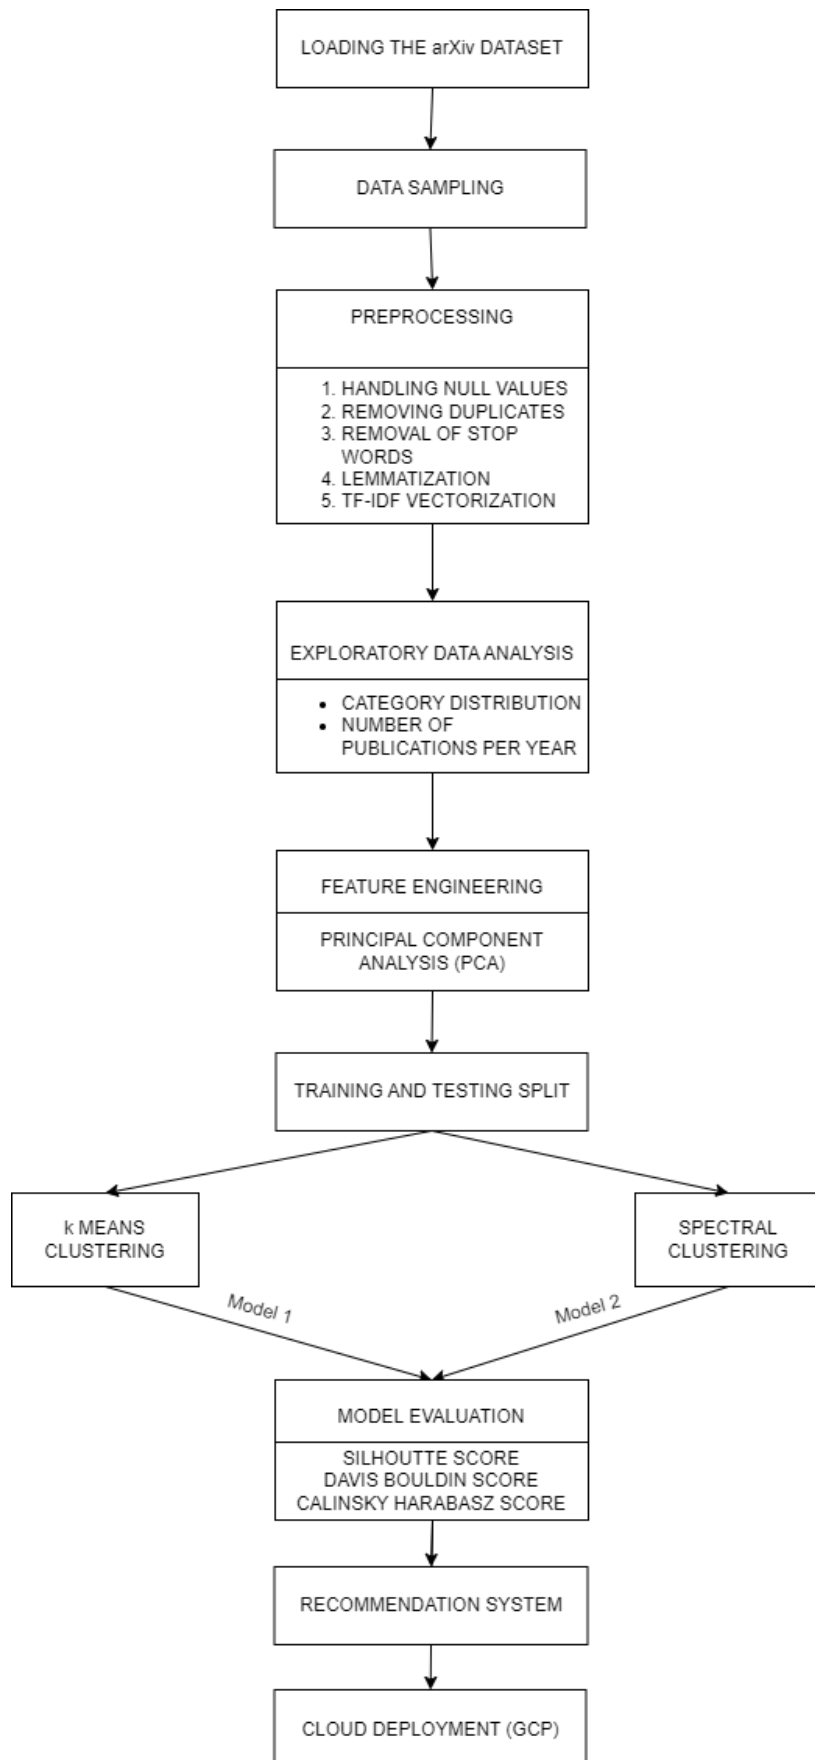 LOADING THE arXiv DATASET
DATA SAMPLING
PREPROCESSING
1. HANDLING NULL VALUES
2. REMOVING DUPLICATES
3. REMOVAL OF STOP
WORDS
4. LEMMATIZATION
5. TF-IDF VECTORIZATION
EXPLORATORY DATA ANALYSIS
• CATEGORY DISTRIBUTION
• NUMBER OF
PUBLICATIONS PER YEAR
FEATURE ENGINEERING
PRINCIPAL COMPONENT
ANALYSIS (PCA)
TRAINING AND TESTING SPLIT
k MEANS
CLUSTERING
SPECTRAL
CLUSTERING
Model 1
Model 2
MODEL EVALUATION
SILHOUTTE SCORE
DAVIS BOULDIN SCORE
CALINSKY HARABASZ SCORE
RECOMMENDATION SYSTEM
CLOUD DEPLOYMENT (GCP)